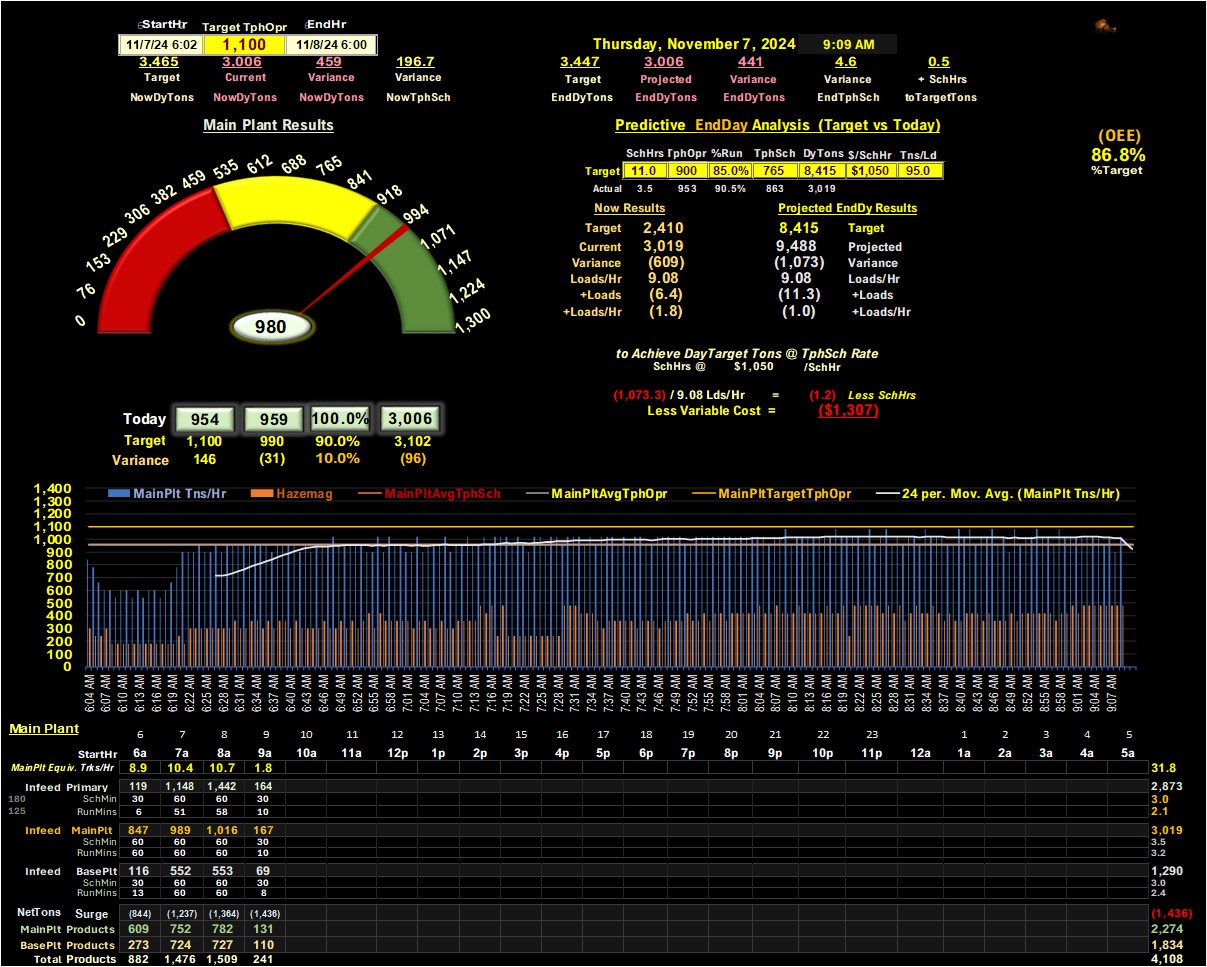 StartHr Target TphOpr EndHr
11/7/24 6:02 1,100 11/8/24 6:00
Thursday, November 7, 2024 9:09 AM
3,465 3,006 459 196.7 3,447 3,006 441 4.6 0.5
Target Current Variance Variance Target Projected Variance Variance + SchHrs
NowDyTons NowDyTons NowDyTons NowTphSch EndDyTons EndDyTons EndDyTons EndTphSch toTargetTons
Main Plant Results
Predictive EndDay Analysis (Target vs Today)
(OEE)
86.8%
%Target
SchHrs TphOpr %Run TphSch DyTons $/SchHr Tns/Ld
Target 11.0 900 85.0% 765 8,415 $1,050 95.0
Actual 3.5 953 90.5% 863 3,019
Now Results Projected EndDy Results
Target 2,410 8,415 Target
Current 3,019 9,488 Projected
Variance (609) (1,073) Variance
Loads/Hr 9.08 9.08 Loads/Hr
+Loads (6.4) (11.3) +Loads
+Loads/Hr (1.8) (1.0) +Loads/Hr
0 76 153 229 306 382 459 535 612 688 765 841 918 994 1,071 1,147 1,224 1,300
980
to Achieve DayTarget Tons @ TphSch Rate
SchHrs @ $1,050 /SchHr
(1,073.3) / 9.08 Lds/Hr = (1.2) Less SchHrs
Less Variable Cost = ($1,307)
Today 954 959 100.0% 3,006
Target 1,100 990 90.0% 3,102
Variance 146 (31) 10.0% (96)
MainPlt Tns/Hr Hazemag MainPltAvgTphSch MainPltAvgTphOpr MainPltTargetTphOpr 24 per. Mov. Avg. (MainPlt Tns/Hr)
1,400
1,300
1,200
1,100
1,000
900
800
700
600
500
400
300
200
100
0
6:04 AM 6:07 AM 6:10 AM 6:13 AM 6:16 AM 6:19 AM 6:22 AM 6:25 AM 6:28 AM 6:31 AM 6:34 AM 6:37 AM 6:40 AM 6:43 AM 6:46 AM 6:49 AM 6:52 AM 6:55 AM 6:58 AM 7:01 AM 7:04 AM 7:07 AM 7:10 AM 7:13 AM 7:16 AM 7:19 AM 7:22 AM 7:25 AM 7:28 AM 7:31 AM 7:34 AM 7:37 AM 7:40 AM 7:43 AM 7:46 AM 7:49 AM 7:52 AM 7:55 AM 7:58 AM 8:01 AM 8:04 AM 8:07 AM 8:10 AM 8:13 AM 8:16 AM 8:19 AM 8:22 AM 8:25 AM 8:28 AM 8:31 AM 8:34 AM 8:37 AM 8:40 AM 8:43 AM 8:46 AM 8:49 AM 8:52 AM 8:55 AM 8:58 AM 9:01 AM 9:04 AM 9:07 AM
Main Plant
6 7 8 9 10 11 12 13 14 15 16 17 18 19 20 21 22 23 1 2 3 4 5
StartHr 6a 7a 8a 9a 10a 11a 12p 1p 2p 3p 4p 5p 6p 7p 8p 9p 10p 11p 12a 1a 2a 3a 4a 5a
MainPlt Equiv. Trks/Hr 8.9 10.4 10.7 1.8 31.8
Infeed Primary 119 1,148 1,442 164 2,873
180 SchMin 30 60 60 30 3.0
125 RunMins 6 51 58 10 2.1
Infeed MainPlt 847 989 1,016 167 3,019
SchMin 60 60 60 30 3.5
RunMins 60 60 60 10 3.2
Infeed BasePlt 116 552 553 69 1,290
SchMin 30 60 60 30 3.0
RunMins 13 60 60 8 2.4
NetTons Surge (844) (1,237) (1,364) (1,436) (1,436)
MainPlt Products 609 752 782 131 2,274
BasePlt Products 273 724 727 110 1,834
Total Products 882 1,476 1,509 241 4,108